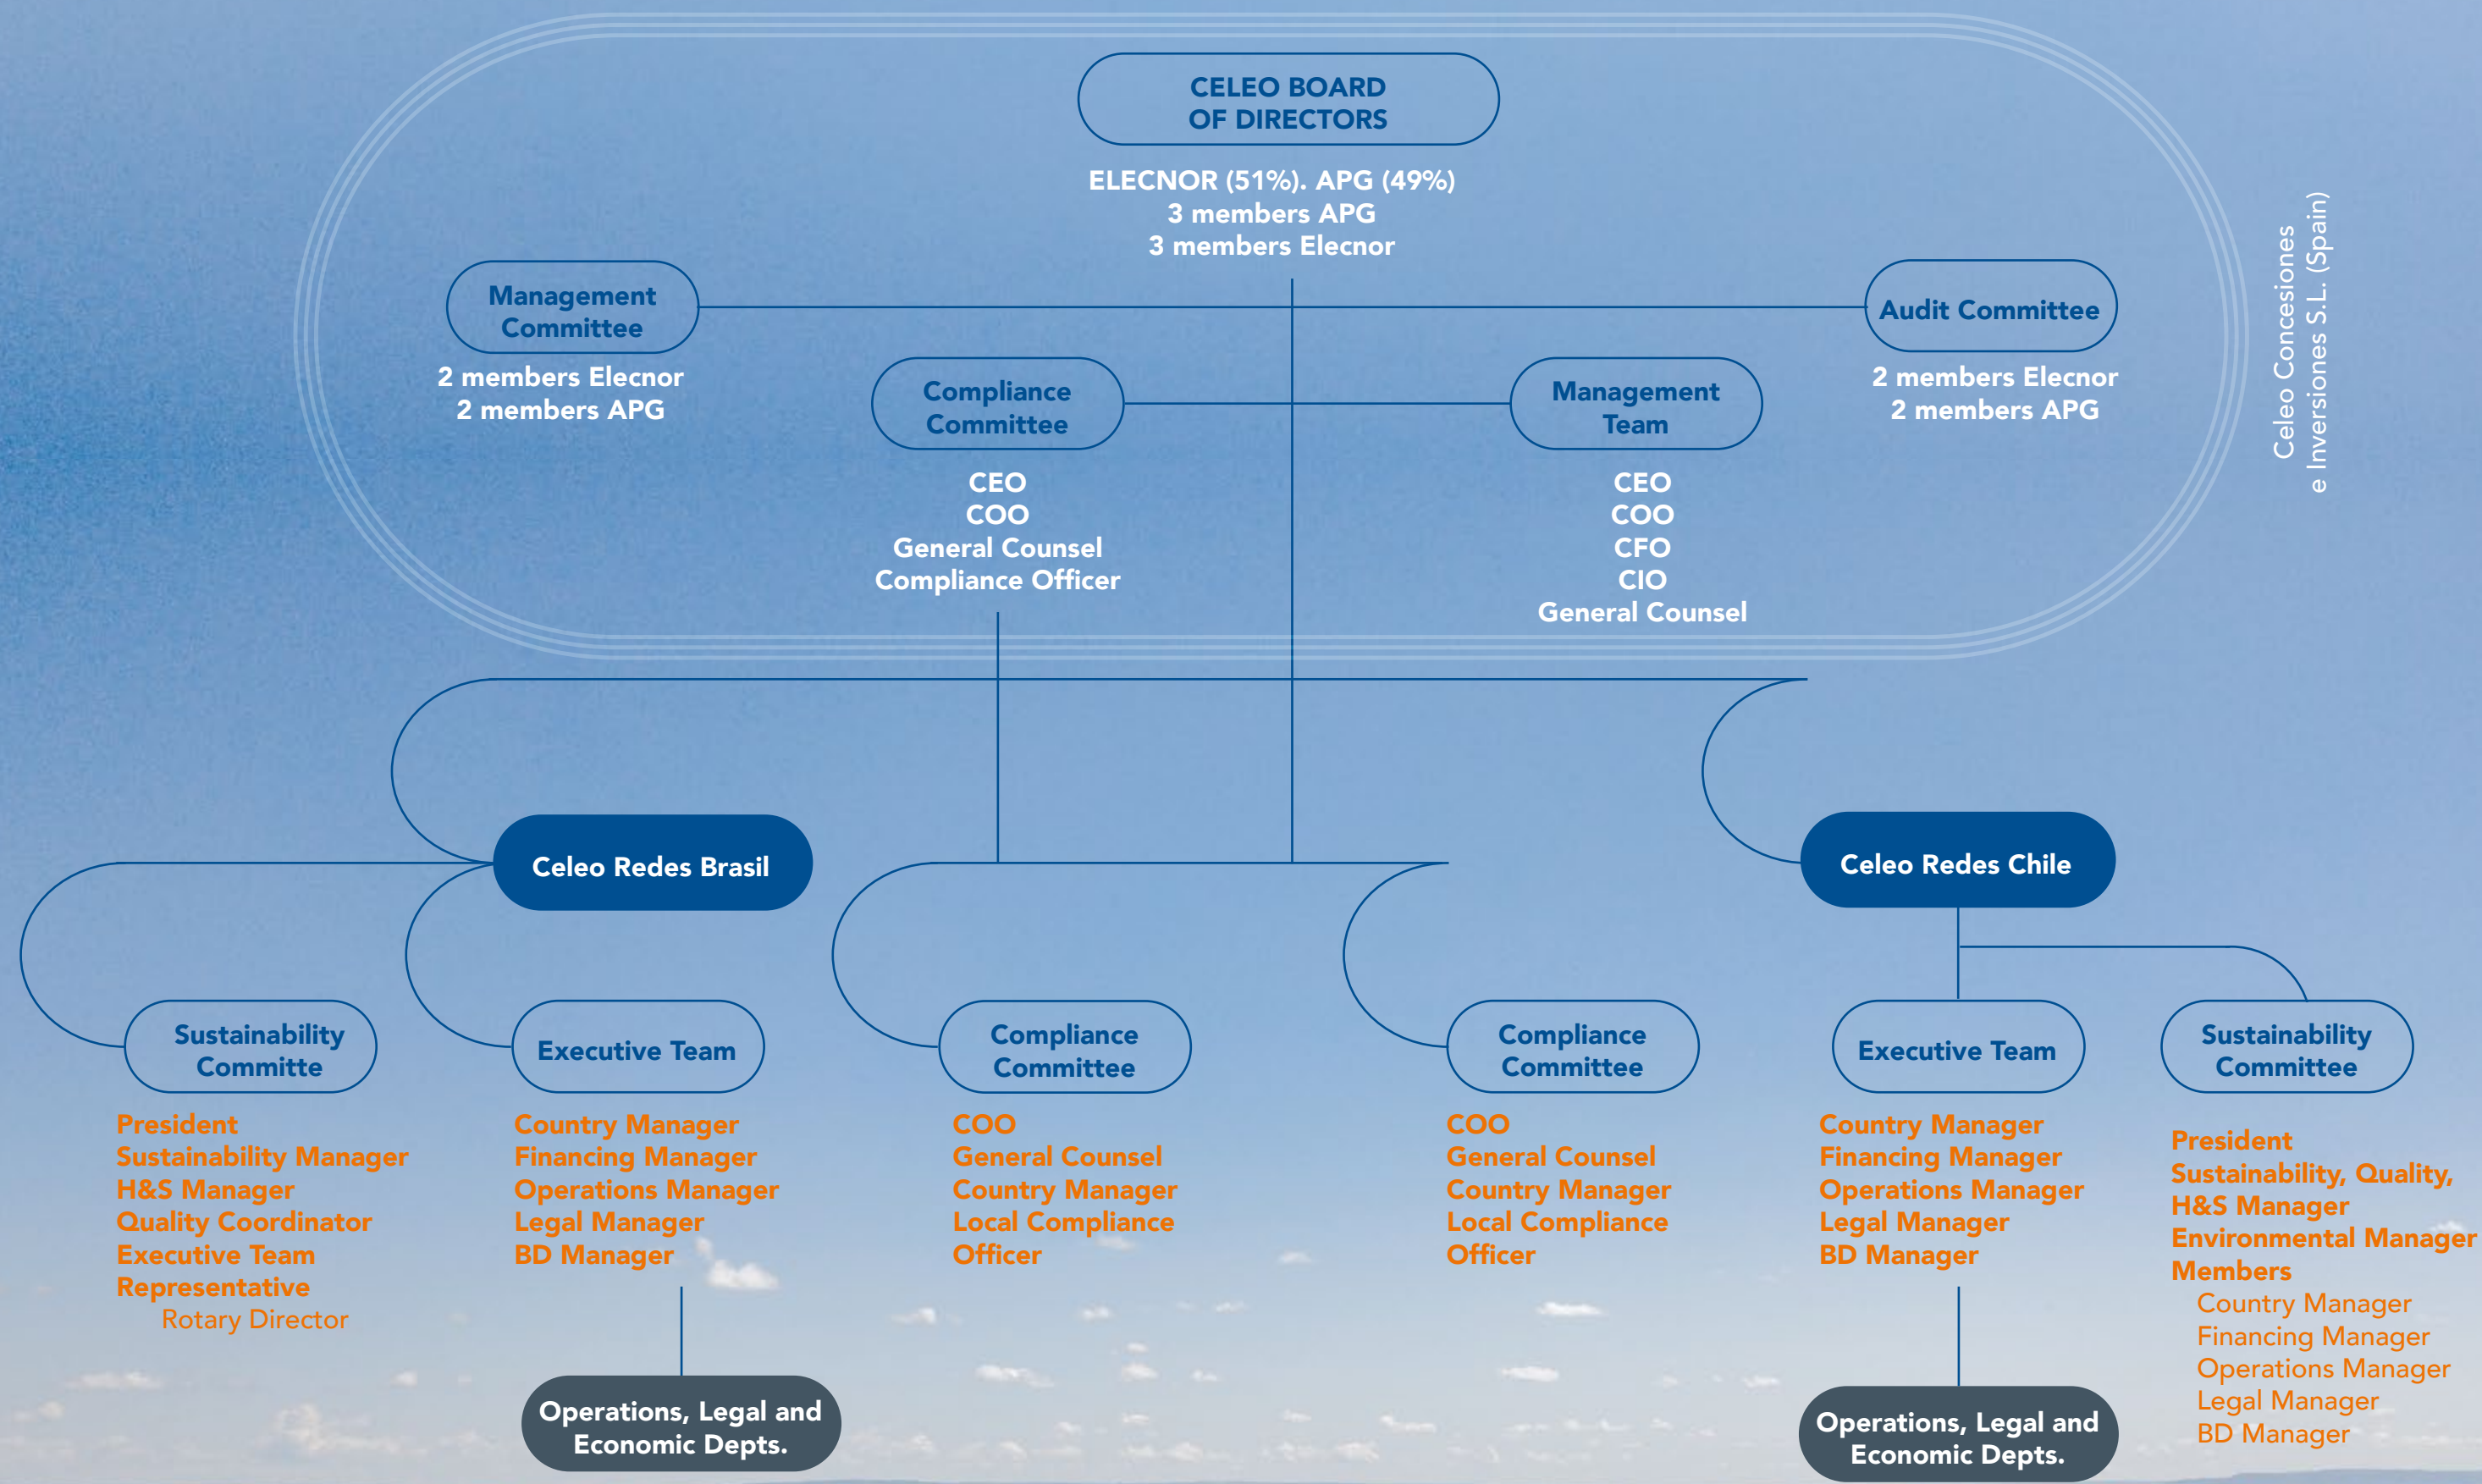 CELEO BOARD
OF DIRECTORS
ELECNOR (51%). APG (49%)
3 members APG
3 members Elecnor
Management
Committee
2 members Elecnor
2 members APG
Audit Committee
2 members Elecnor
2 members APG
Compliance
Committee
CEO
COO
General Counsel
Compliance Officer
Management
Team
CEO
COO
CFO
CIO
General Counsel
Celeo Concesiones
e Inversiones S.L. (Spain)
Celeo Redes Brasil
Celeo Redes Chile
Sustainability
Committe
President
Sustainability Manager
H&S Manager
Quality Coordinator
Executive Team
Representative
Rotary Director
Executive Team
Country Manager
Financing Manager
Operations Manager
Legal Manager
BD Manager
Operations, Legal and
Economic Depts.
Compliance
Committee
COO
General Counsel
Country Manager
Local Compliance
Officer
Compliance
Committee
COO
General Counsel
Country Manager
Local Compliance
Officer
Executive Team
Country Manager
Financing Manager
Operations Manager
Legal Manager
BD Manager
Operations, Legal and
Economic Depts.
Sustainability
Committee
President
Sustainability, Quality,
H&S Manager
Environmental Manager
Members
Country Manager
Financing Manager
Operations Manager
Legal Manager
BD Manager